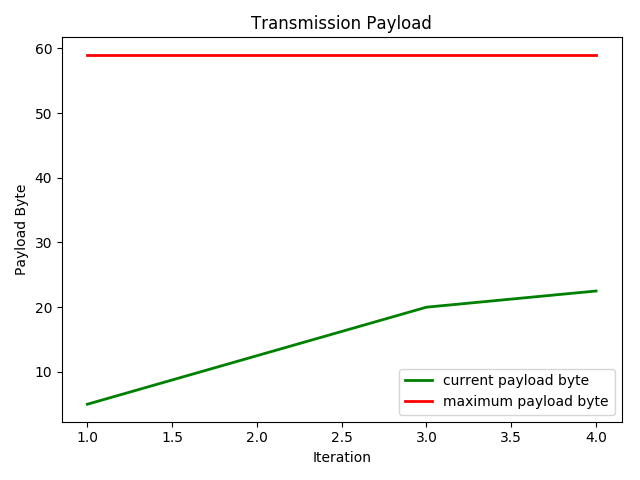 Transmission Payload
60
50
40
30
20
10
Payload Byte
current payload byte
maximum payload byte
1.0 1.5 2.0 2.5 3.0 3.5 4.0
Iteration